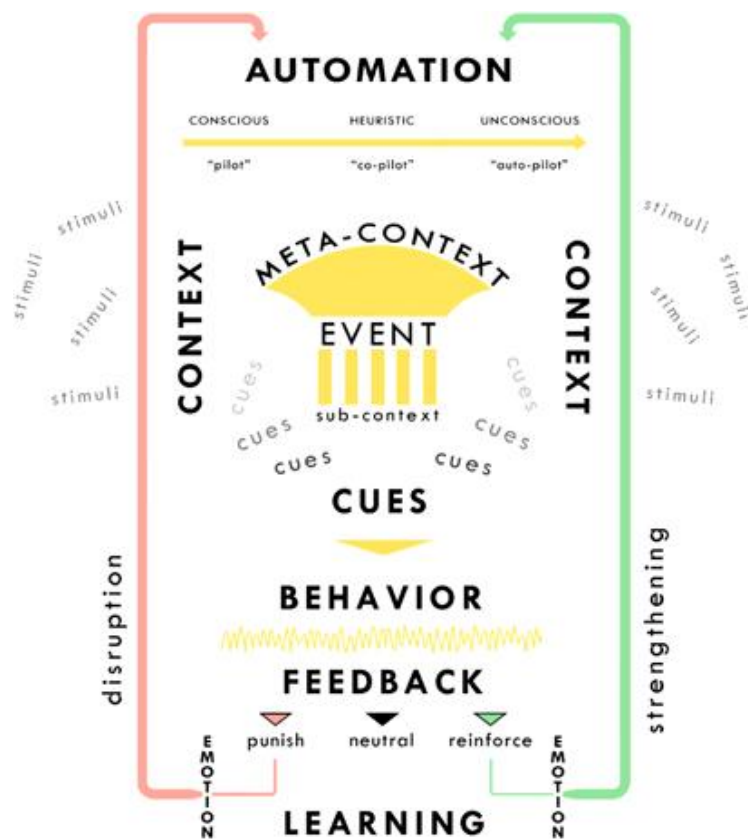 AUTOMATION
CONSCIOUS HEURISTIC UNCONSCIOUS
"pilot" "co-pilot" "auto-pilot"
stimuli
stimuli
stimuli
stimuli
CONTEXT
META-CONTEXT
EVENT
sub-context
cues
cues
cues
cues
cues
cues
CUES
CONTEXT
stimuli
stimuli
stimuli
stimuli
disruption
BEHAVIOR
FEEDBACK
strengthening
punish neutral reinforce
EMOTION
EMOTION
LEARNING